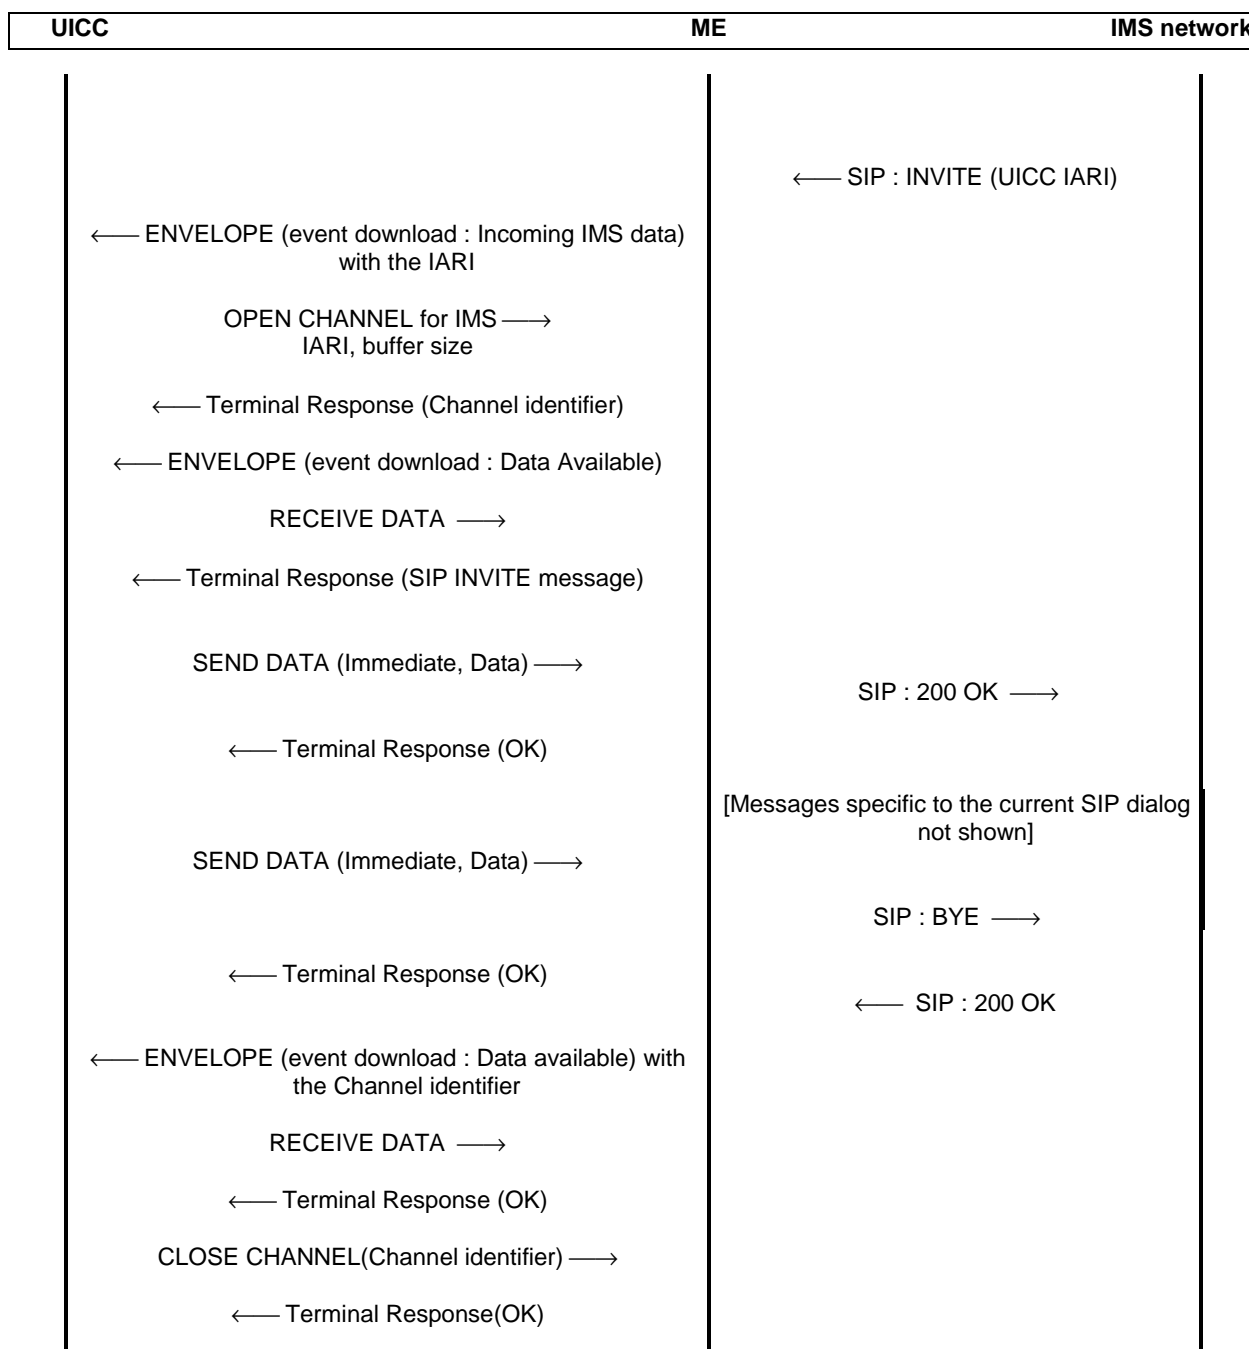 UICC ME IMS network
←── SIP : INVITE (UICC IARI)
←── ENVELOPE (event download : Incoming IMS data)
with the IARI
OPEN CHANNEL for IMS ──→
IARI, buffer size
←── Terminal Response (Channel identifier)
←── ENVELOPE (event download : Data Available)
RECEIVE DATA ──→
←── Terminal Response (SIP INVITE message)
SEND DATA (Immediate, Data) ──→
SIP : 200 OK ──→
←── Terminal Response (OK)
[Messages specific to the current SIP dialog
not shown]
SEND DATA (Immediate, Data) ──→
SIP : BYE ──→
←── Terminal Response (OK)
←── SIP : 200 OK
←── ENVELOPE (event download : Data available) with
the Channel identifier
RECEIVE DATA ──→
←── Terminal Response (OK)
CLOSE CHANNEL(Channel identifier) ──→
←── Terminal Response(OK)